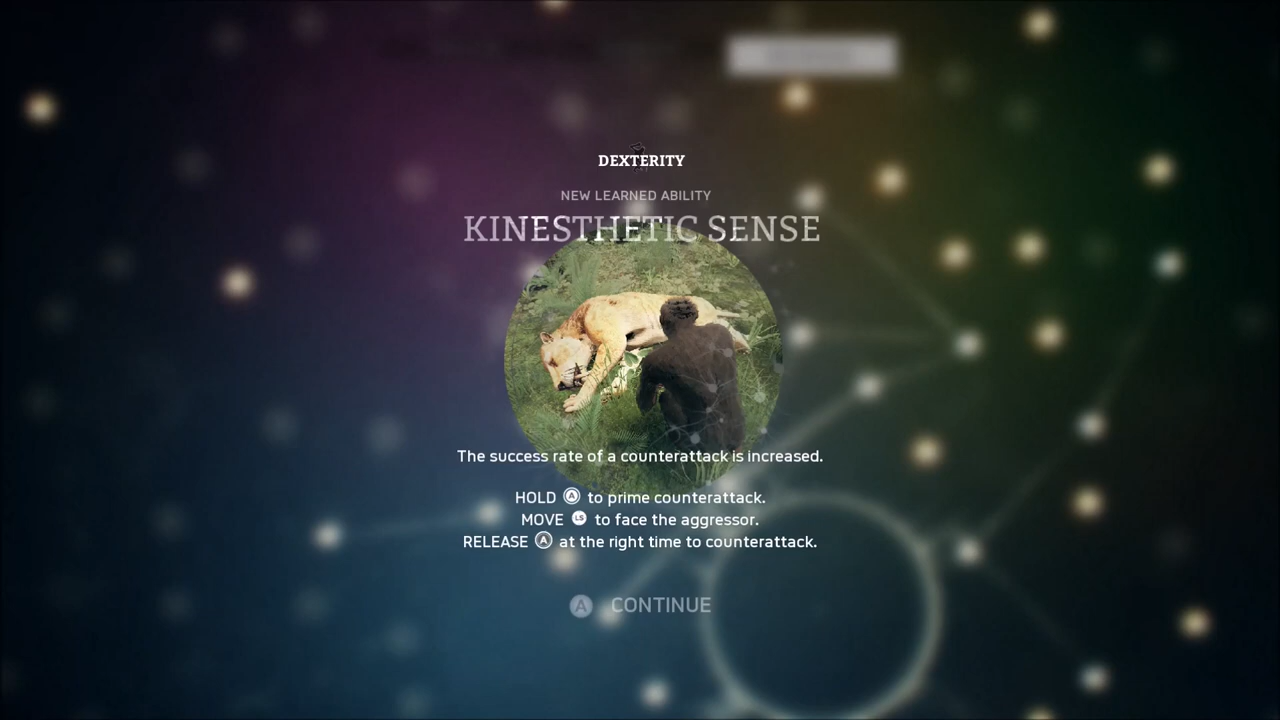 DEXTERITY
NEW LEARNED ABILITY
KINESTHETIC SENSE
The success rate of a counterattack is increased.
HOLD A to prime counterattack.
MOVE LS to face the aggressor.
RELEASE A at the right time to counterattack.
A CONTINUE